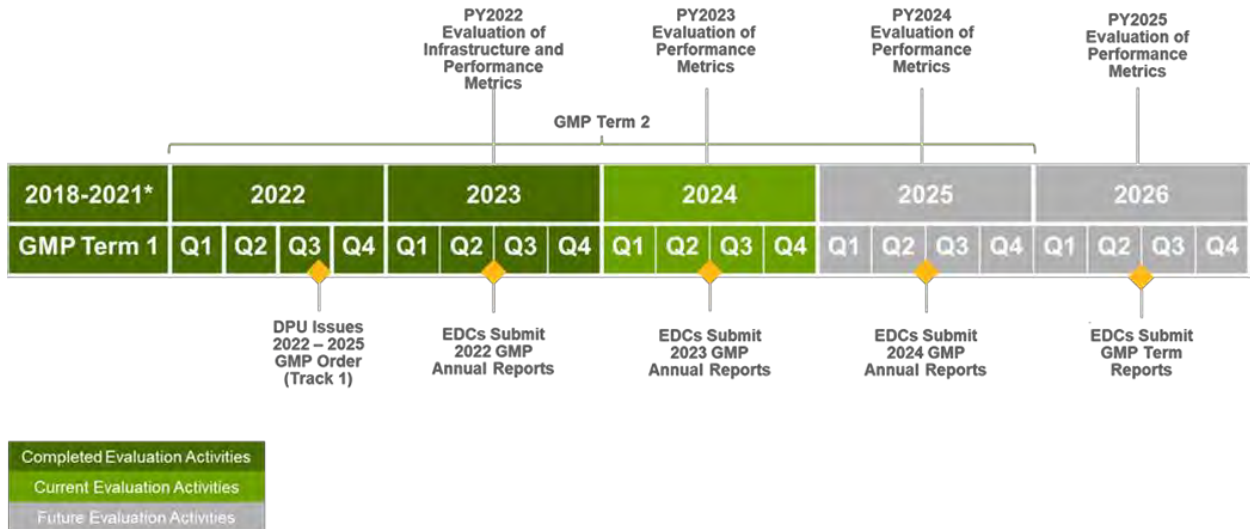 PY2022
Evaluation of
Infrastructure and
Performance
Metrics
PY2023
Evaluation of
Performance
Metrics
PY2024
Evaluation of
Performance
Metrics
PY2025
Evaluation of
Performance
Metrics
GMP Term 2
2018-2021* 2022 2023 2024 2025 2026
GMP Term 1 Q1 Q2 Q3 Q4 Q1 Q2 Q3 Q4 Q1 Q2 Q3 Q4 Q1 Q2 Q3 Q4 Q1 Q2 Q3 Q4
DPU Issues
2022 – 2025
GMP Order
(Track 1)
EDCs Submit
2022 GMP
Annual Reports
EDCs Submit
2023 GMP
Annual Reports
EDCs Submit
2024 GMP
Annual Reports
EDCs Submit
GMP Term
Reports
Completed Evaluation Activities
Current Evaluation Activities
Future Evaluation Activities